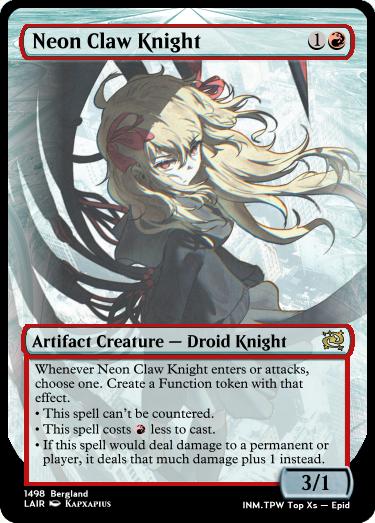 Neon Claw Knight 1
Artifact Creature — Droid Knight
Whenever Neon Claw Knight enters or attacks,
choose one. Create a Function token with that
effect.
• This spell can't be countered.
• This spell costs less to cast.
• If this spell would deal damage to a permanent or
player, it deals that much damage plus 1 instead.
3/1
1498 Bergland
LAIR Kapxapius
INM.TPW Top Xs — Epid